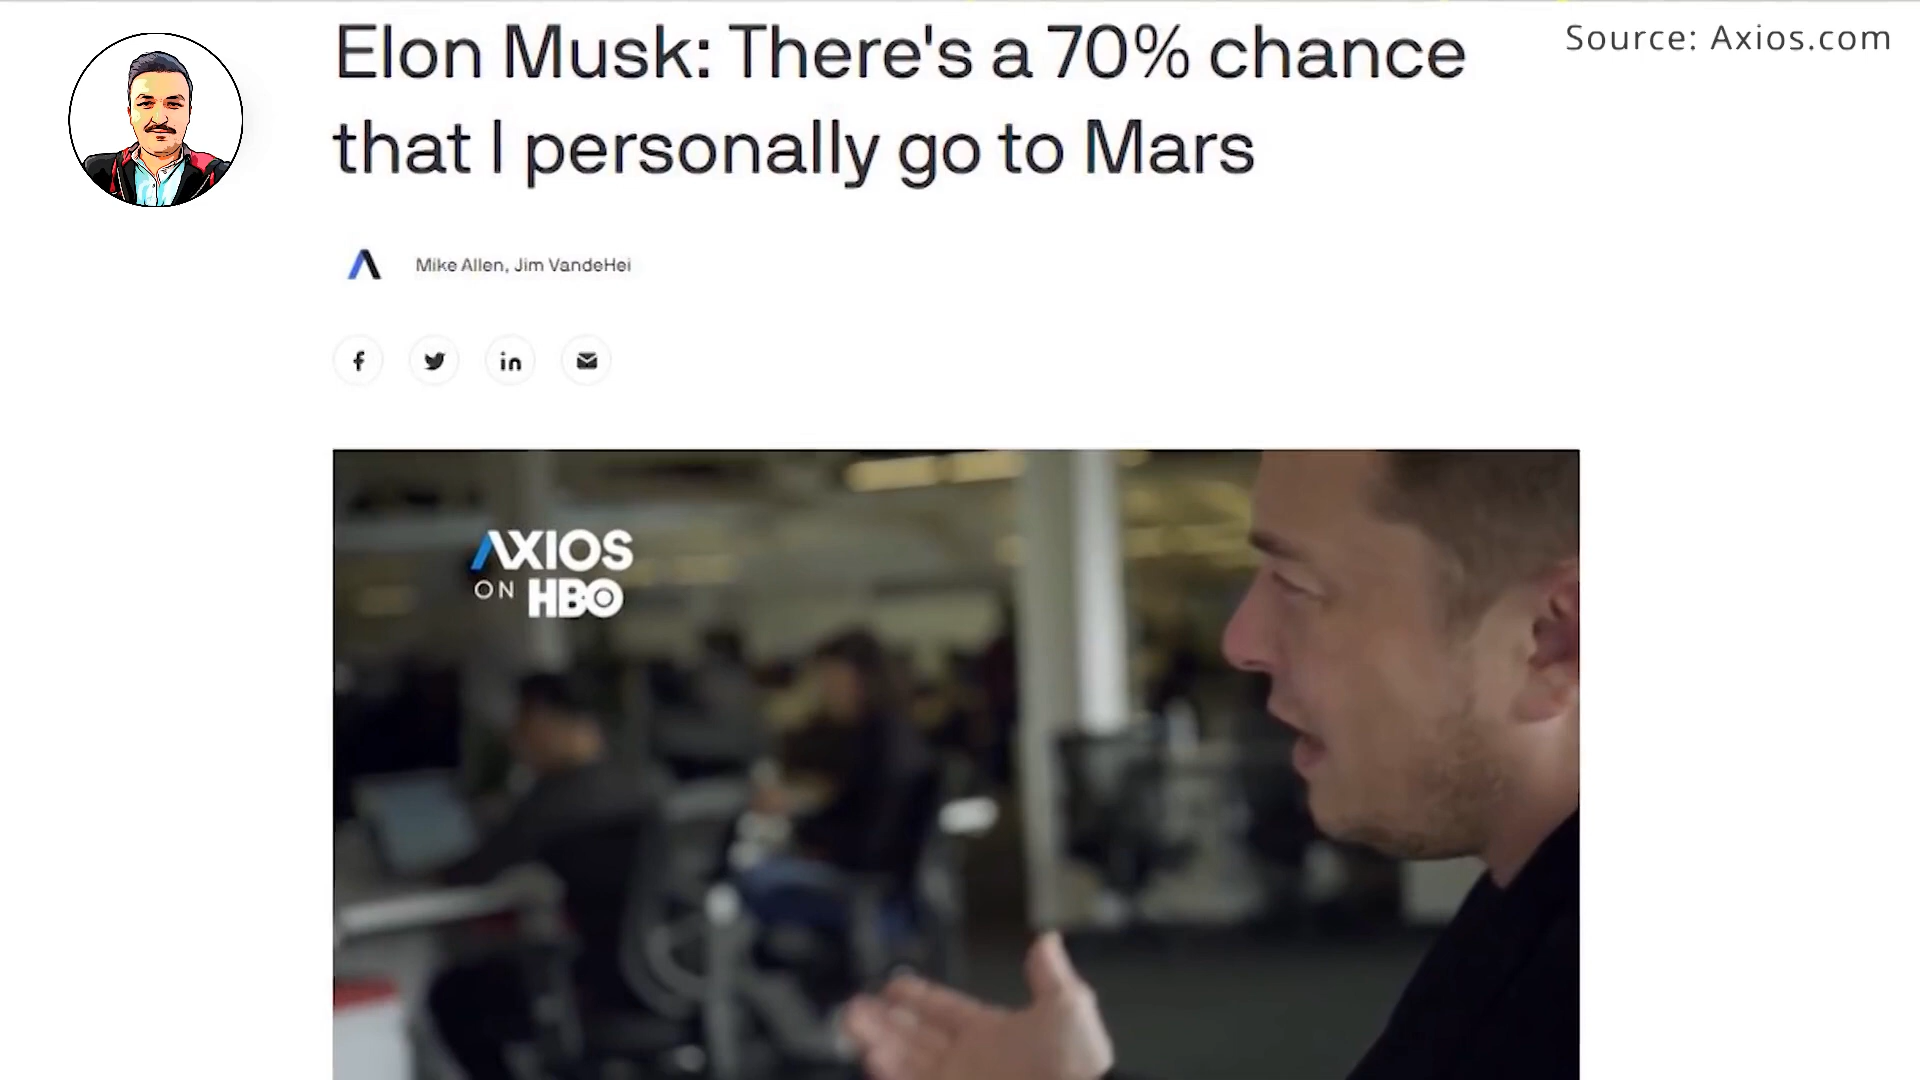 Elon Musk: There's a 70% chance
that I personally go to Mars
Source: Axios.com
Mike Allen, Jim VandeHei
AXIOS
ON HBO